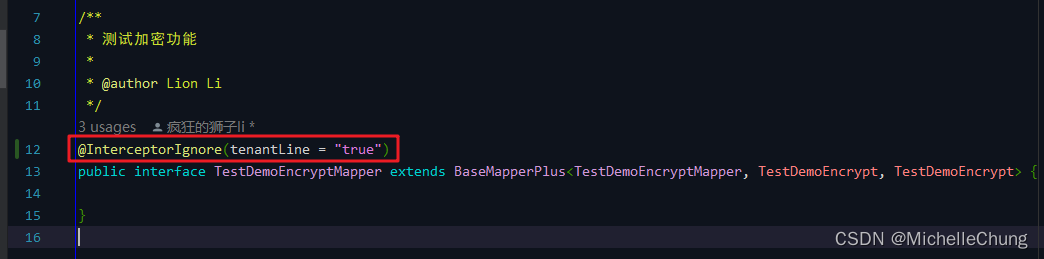 7 /**
8 * 测试加密功能
9 *
10 * @author Lion Li
11 */
3 usages 疯狂的狮子li *
12 @InterceptorIgnore(tenantLine = "true")
13 public interface TestDemoEncryptMapper extends BaseMapperPlus<TestDemoEncryptMapper, TestDemoEncrypt, TestDemoEncrypt> {
14
15 }
16
CSDN @MichelleChung